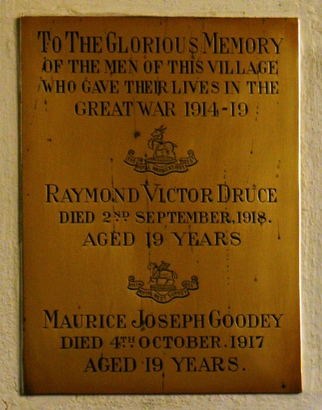 TO THE GLORIOUS MEMORY
OF THE MEN OF THIS VILLAGE
WHO GAVE THEIR LIVES IN THE
GREAT WAR 1914-19
RAYMOND VICTOR DRUCE
DIED 2ND SEPTEMBER, 1918.
AGED 19 YEARS
MAURICE JOSEPH GOODEY
DIED 4TH OCTOBER, 1917
AGED 19 YEARS.